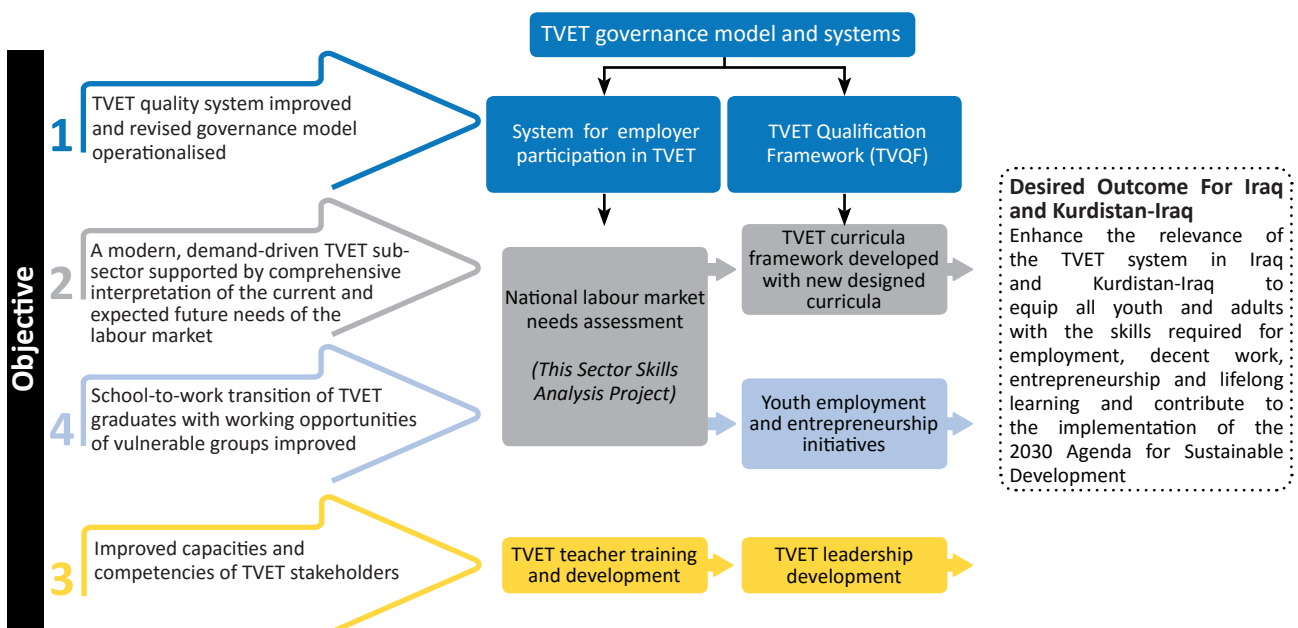 TVET governance model and systems
Objective
1
TVET quality system improved
and revised governance model
operationalised
System for employer
participation in TVET
TVET Qualification
Framework (TVQF)
2
A modern, demand-driven TVET sub-
sector supported by comprehensive
interpretation of the current and
expected future needs of the
labour market
National labour market
needs assessment
(This Sector Skills
Analysis Project)
TVET curricula
framework developed
with new designed
curricula
4
School-to-work transition of TVET
graduates with working opportunities
of vulnerable groups improved
Youth employment
and entrepreneurship
initiatives
3
Improved capacities and
competencies of TVET stakeholders
TVET teacher training
and development
TVET leadership
development
Desired Outcome For Iraq
and Kurdistan-Iraq
Enhance the relevance of
the TVET system in Iraq
and Kurdistan-Iraq to
equip all youth and adults
with the skills required for
employment, decent work,
entrepreneurship and lifelong
learning and contribute to
the implementation of the
2030 Agenda for Sustainable
Development